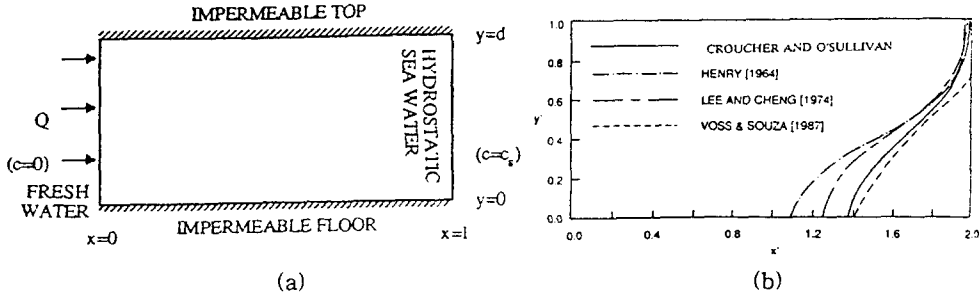 IMPERMEABLE TOP
y=d
Q
(c=0)
FRESH
WATER
HYDROSTATIC
SEA WATER
(c=c_s)
y=0
x=0
IMPERMEABLE FLOOR
x=l
(a)
CROUCHER AND O'SULLIVAN
HENRY [1964]
LEE AND CHENG [1974]
VOSS & SOUZA [1987]
y'
1.0
0.8
0.6
0.4
0.2
0.0
0.0 0.4 0.8 1.2 1.6 2.0
x'
(b)